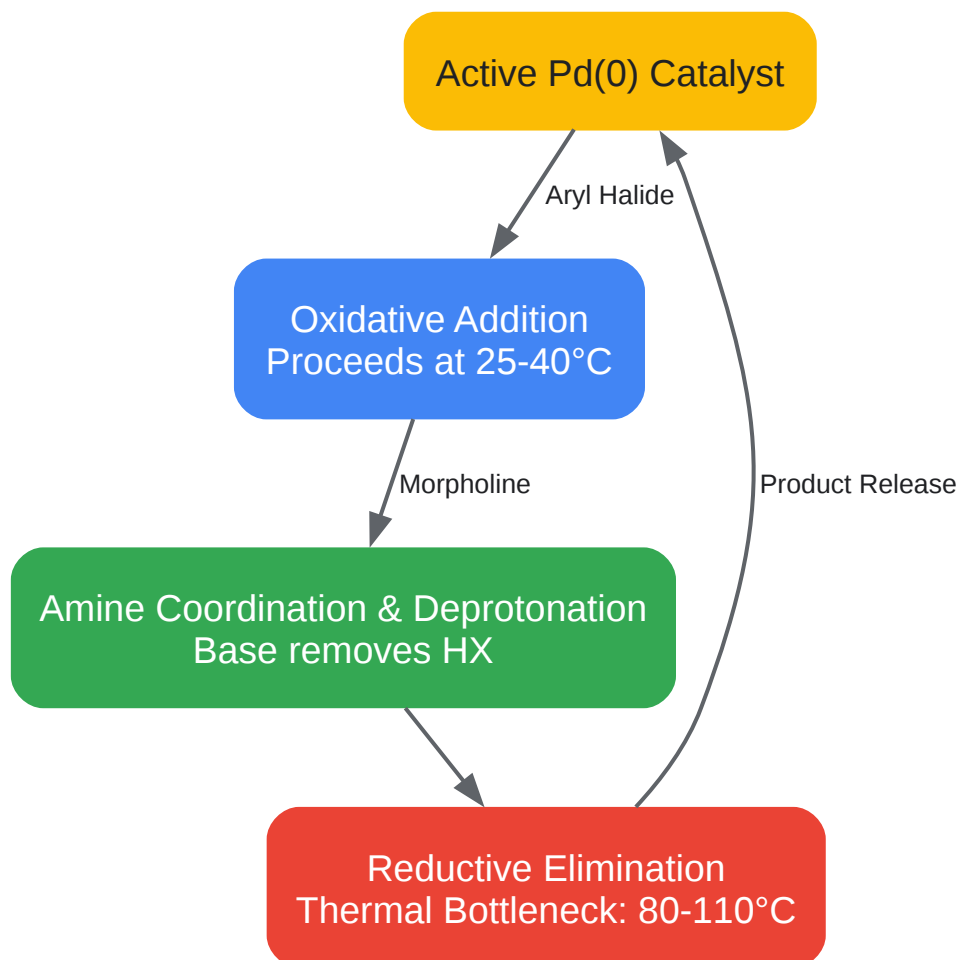 Active Pd(0) Catalyst
Aryl Halide
Oxidative Addition
Proceeds at 25-40°C
Morpholine
Product Release
Amine Coordination & Deprotonation
Base removes HX
Reductive Elimination
Thermal Bottleneck: 80-110°C